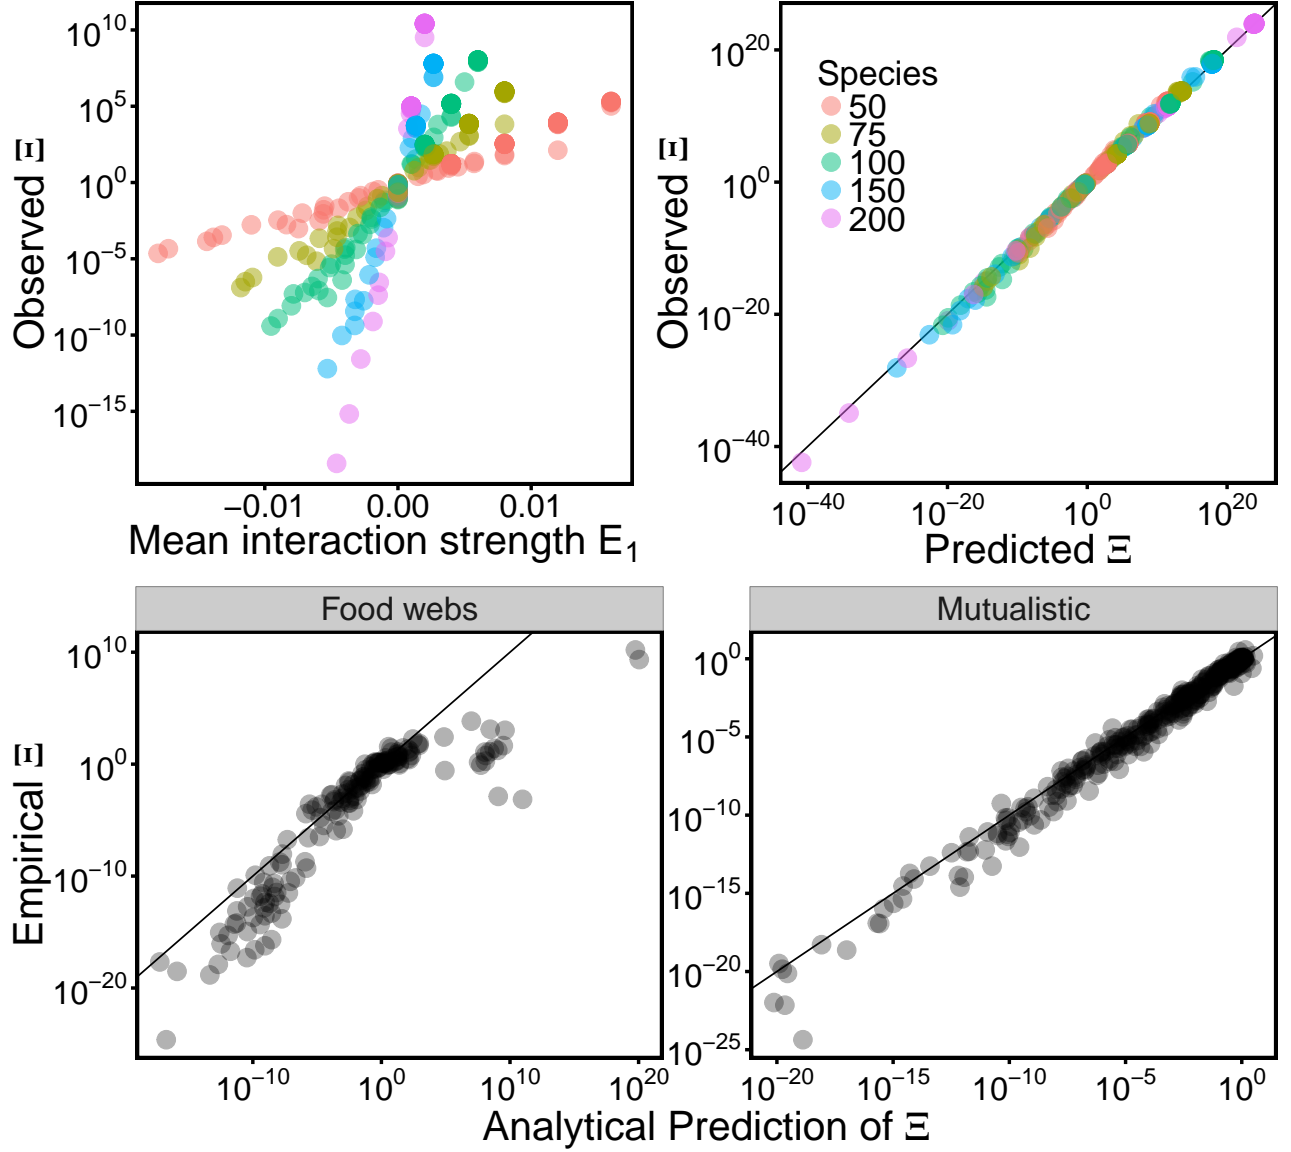 10^10
10^5
10^0
10^−5
10^−10
10^−15
Observed Ξ
−0.01 0.00 0.01
Mean interaction strength E_1
10^20
10^0
10^−20
10^−40
Observed Ξ
Species
50
75
100
150
200
10^−40 10^−20 10^0 10^20
Predicted Ξ
Food webs
10^10
10^0
10^−10
10^−20
Empirical Ξ
10^−10 10^0 10^10 10^20
Mutualistic
10^0
10^−5
10^−10
10^−15
10^−20
10^−25
10^−20 10^−15 10^−10 10^−5 10^0
Analytical Prediction of Ξ